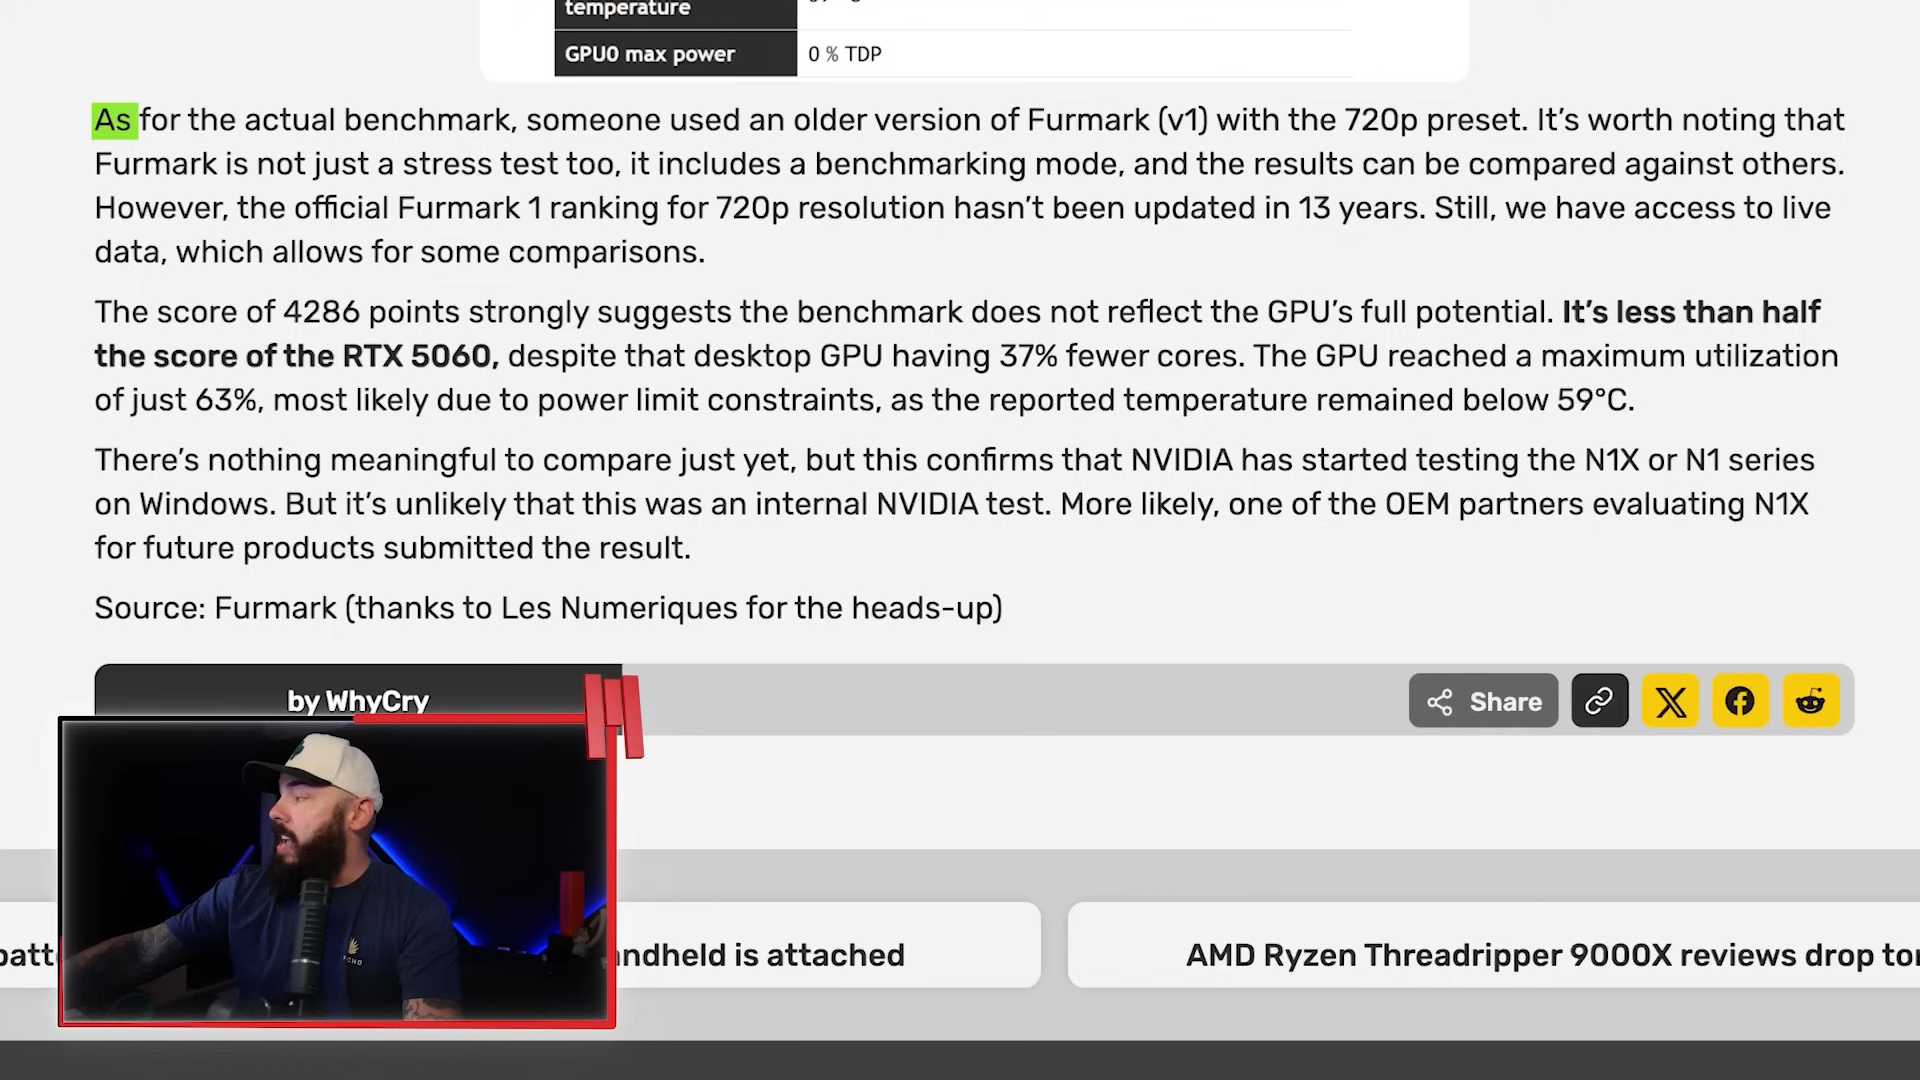 temperature
GPU0 max power 0 % TDP
As for the actual benchmark, someone used an older version of Furmark (v1) with the 720p preset. It’s worth noting that
Furmark is not just a stress test too, it includes a benchmarking mode, and the results can be compared against others.
However, the official Furmark 1 ranking for 720p resolution hasn’t been updated in 13 years. Still, we have access to live
data, which allows for some comparisons.
The score of 4286 points strongly suggests the benchmark does not reflect the GPU’s full potential. It’s less than half
the score of the RTX 5060, despite that desktop GPU having 37% fewer cores. The GPU reached a maximum utilization
of just 63%, most likely due to power limit constraints, as the reported temperature remained below 59°C.
There’s nothing meaningful to compare just yet, but this confirms that NVIDIA has started testing the N1X or N1 series
on Windows. But it’s unlikely that this was an internal NVIDIA test. More likely, one of the OEM partners evaluating N1X
for future products submitted the result.
Source: Furmark (thanks to Les Numeriques for the heads-up)
by WhyCry
Share
is attached
AMD Ryzen Threadripper 9000X reviews drop